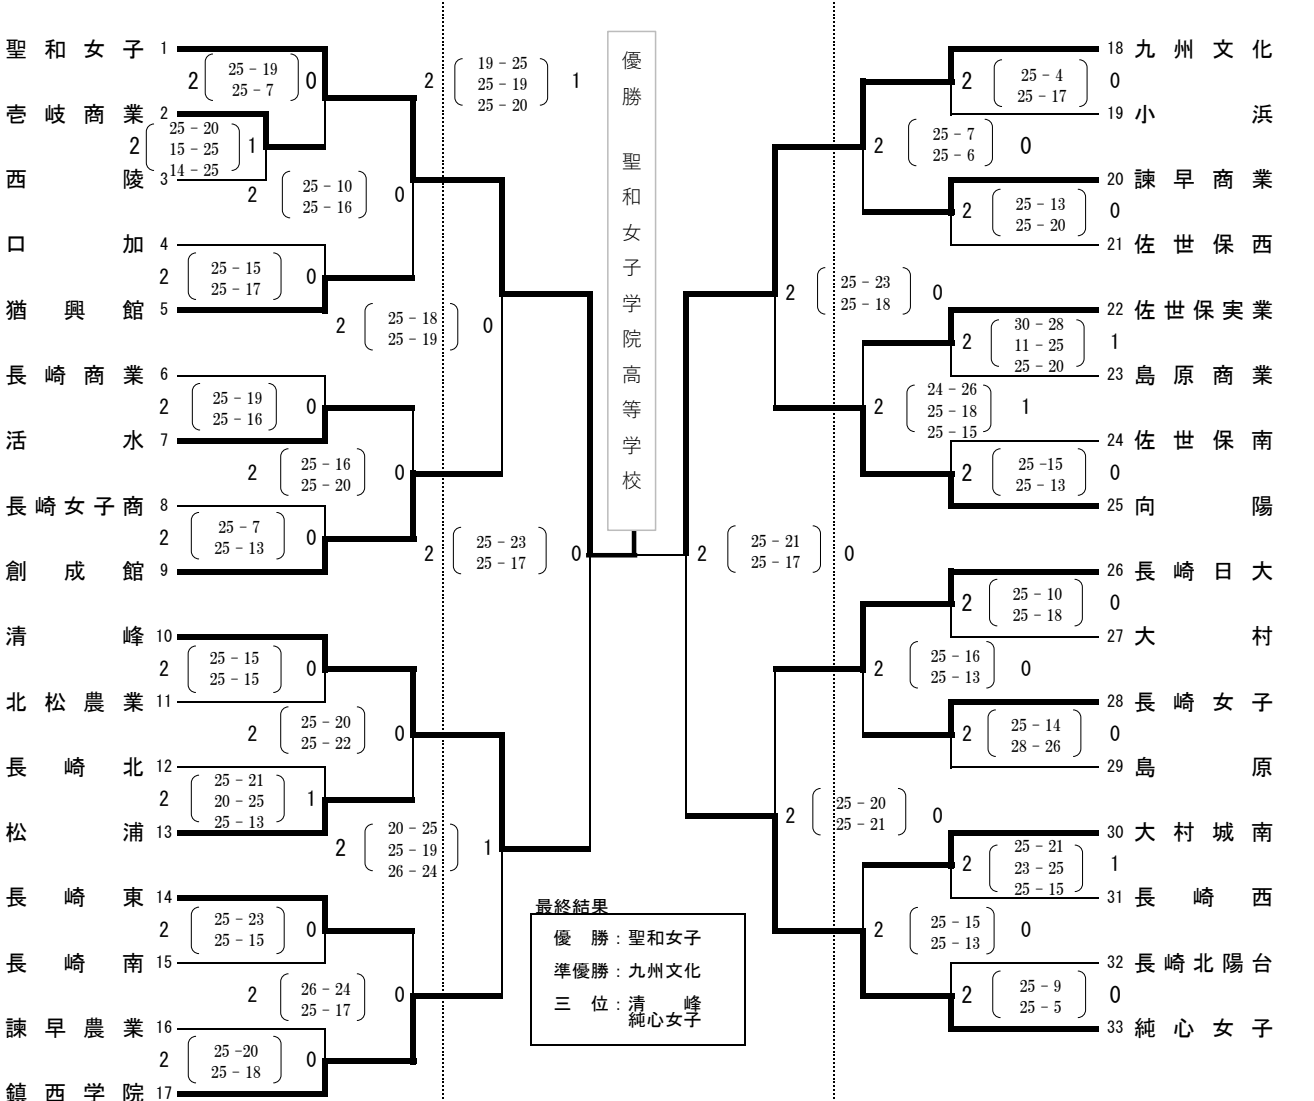 聖和女子 1
2 25-19 0
25-7
壱岐商業 2
2 25-20 1
15-25
14-25
西陵 3
2 25-10 0
25-16
口加 4
2 25-15 0
25-17
猶興館 5
2 25-18 0
25-19
長崎商業 6
2 25-19 0
25-16
活水 7
2 25-16 0
25-20
長崎女子商 8
2 25-7 0
25-13
創成館 9
清峰 10
2 25-15 0
25-15
北松農業 11
2 25-20 0
25-22
長崎北 12
2 25-21 1
20-25
25-13
松浦 13
2 20-25 1
25-19
26-24
長崎東 14
2 25-23 0
25-15
長崎南 15
2 26-24 0
25-17
諫早農業 16
2 25-20 0
25-18
鎮西学院 17
2 19-25 1
25-19
25-20
2 25-23 0
25-17
優勝 聖和女子学院高等学校
最終結果
優 勝:聖和女子
準優勝:九州文化
三 位:清 峰
純心女子
18 九州文化
2 25-4 0
25-17
19 小浜
2 25-7 0
25-6
20 諫早商業
2 25-13 0
25-20
21 佐世保西
2 25-23 0
25-18
22 佐世保実業
2 30-28 1
11-25
25-20
23 島原商業
2 24-26 1
25-18
25-15
24 佐世保南
2 25-15 0
25-13
25 向陽
2 25-21 0
25-17
26 長崎日大
2 25-10 0
25-18
27 大村
2 25-16 0
25-13
28 長崎女子
2 25-14 0
28-26
29 島原
2 25-20 0
25-21
30 大村城南
2 25-21 1
23-25
25-15
31 長崎西
2 25-15 0
25-13
32 長崎北陽台
2 25-9 0
25-5
33 純心女子